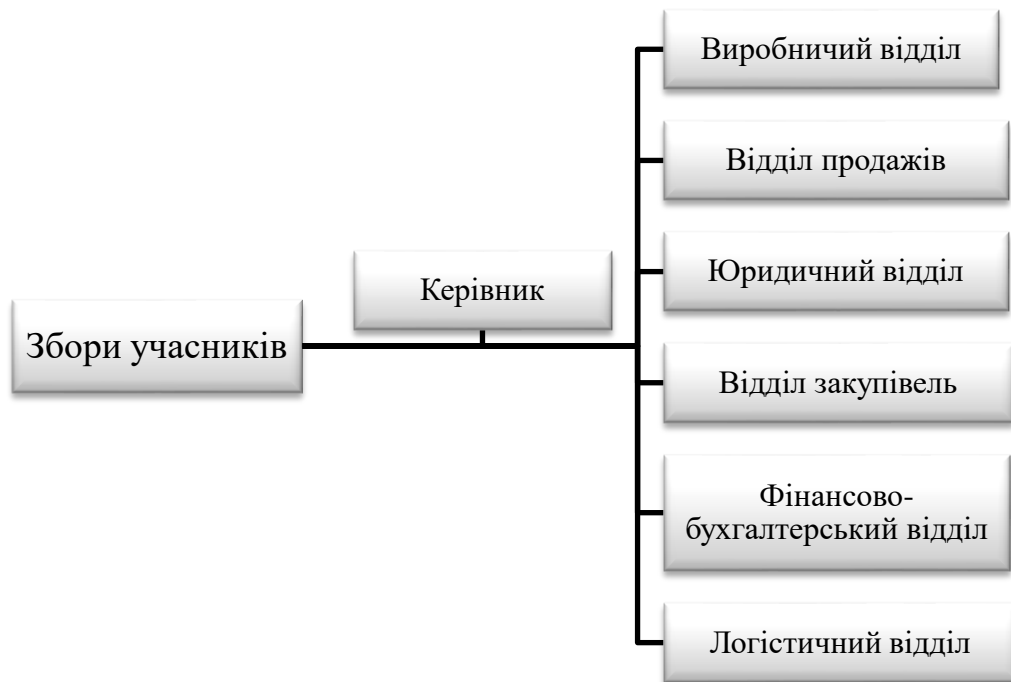 Збори учасників
Керівник
Виробничий відділ
Відділ продажів
Юридичний відділ
Відділ закупівель
Фінансово-
бухгалтерський відділ
Логістичний відділ